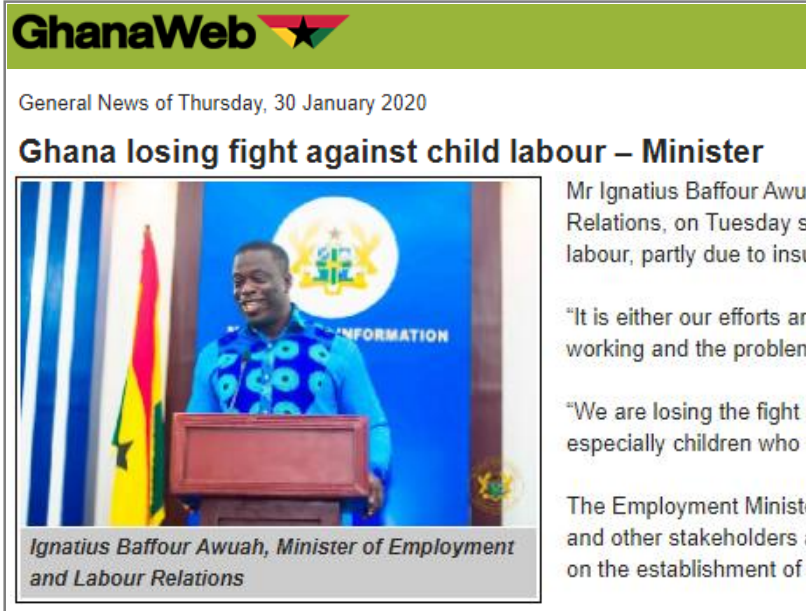 GhanaWeb
General News of Thursday, 30 January 2020
Ghana losing fight against child labour – Minister
Mr Ignatius Baffour Awu
Relations, on Tuesday s
labour, partly due to insu
“It is either our efforts ar
working and the problem
“We are losing the fight
especially children who
The Employment Ministe
and other stakeholders a
on the establishment of
INFORMATION
Ignatius Baffour Awuah, Minister of Employment
and Labour Relations